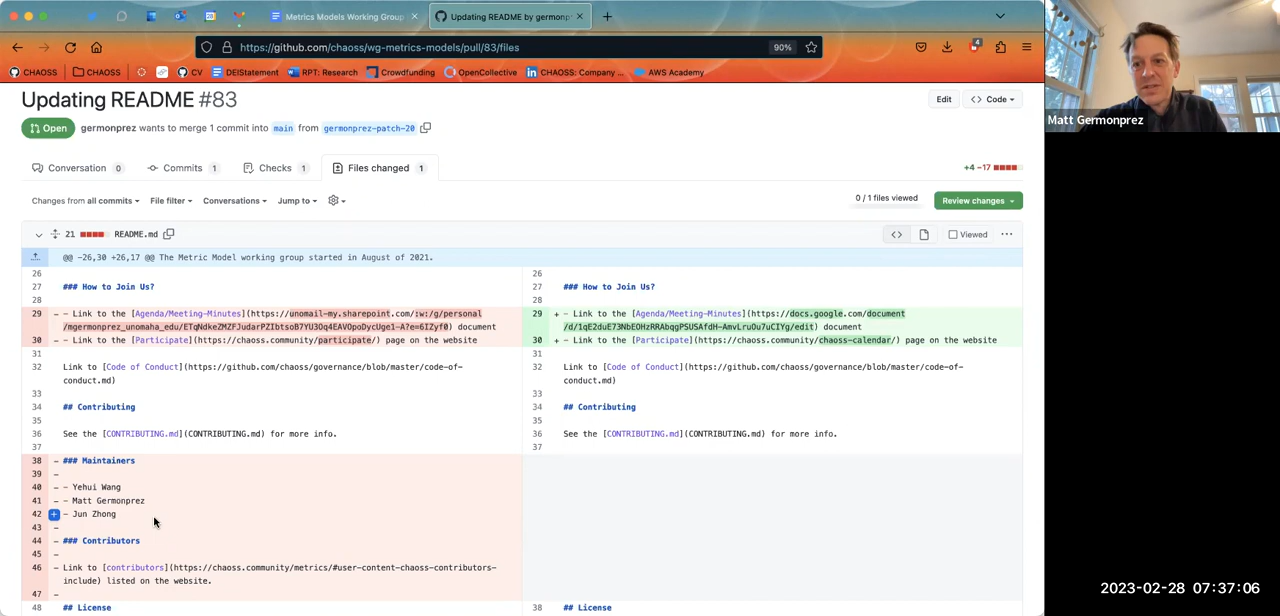 Metrics Models Working Group
Updating README by germonp
https://github.com/chaoss/wg-metrics-models/pull/83/files
90%
4
CHAOSS
CHAOSS
CV
DEIStatement
RPT: Research
Crowdfunding
OpenCollective
CHAOSS: Company ...
AWS Academy
Updating README #83
Edit
<> Code
Open
germonprez wants to merge 1 commit into main from germonprez-patch-20
Conversation 0
Commits 1
Checks 1
Files changed 1
+4 −17
Changes from all commits
File filter
Conversations
Jump to
0 / 1 files viewed
Review changes
21 README.md
Viewed
@@ -26,30 +26,17 @@ The Metric Model working group started in August of 2021.
26
27 ### How to Join Us?
28
29 - - Link to the [Agenda/Meeting-Minutes](https://unomail-my.sharepoint.com/:w:/g/personal
/mgermonprez_unomaha_edu/ETqNdkeZMZFJudarPZIbtsoB7YU3Oq4EAVOpoDycUge1-A?e=6IZyf0) document
30 - - Link to the [Participate](https://chaoss.community/participate/) page on the website
31
32 Link to [Code of Conduct](https://github.com/chaoss/governance/blob/master/code-of-
conduct.md)
33
34 ## Contributing
35
36 See the [CONTRIBUTING.md](CONTRIBUTING.md) for more info.
37
38 - ### Maintainers
39 -
40 - - Yehui Wang
41 - - Matt Germonprez
42 - - Jun Zhong
43 -
44 - ### Contributors
45 -
46 - Link to [contributors](https://chaoss.community/metrics/#user-content-chaoss-contributors-
include) listed on the website.
47 -
48 ## License
26
27 ### How to Join Us?
28
29 + - Link to the [Agenda/Meeting-Minutes](https://docs.google.com/document
/d/1qE2duE73NbEOHzRRAbqgPSUSAfdH-AmvLruOu7uCIYg/edit) document
30 + - Link to the [Participate](https://chaoss.community/chaoss-calendar/) page on the website
31
32 Link to [Code of Conduct](https://github.com/chaoss/governance/blob/master/code-of-
conduct.md)
33
34 ## Contributing
35
36 See the [CONTRIBUTING.md](CONTRIBUTING.md) for more info.
37
38 ## License
Matt Germonprez
2023-02-28 07:37:06